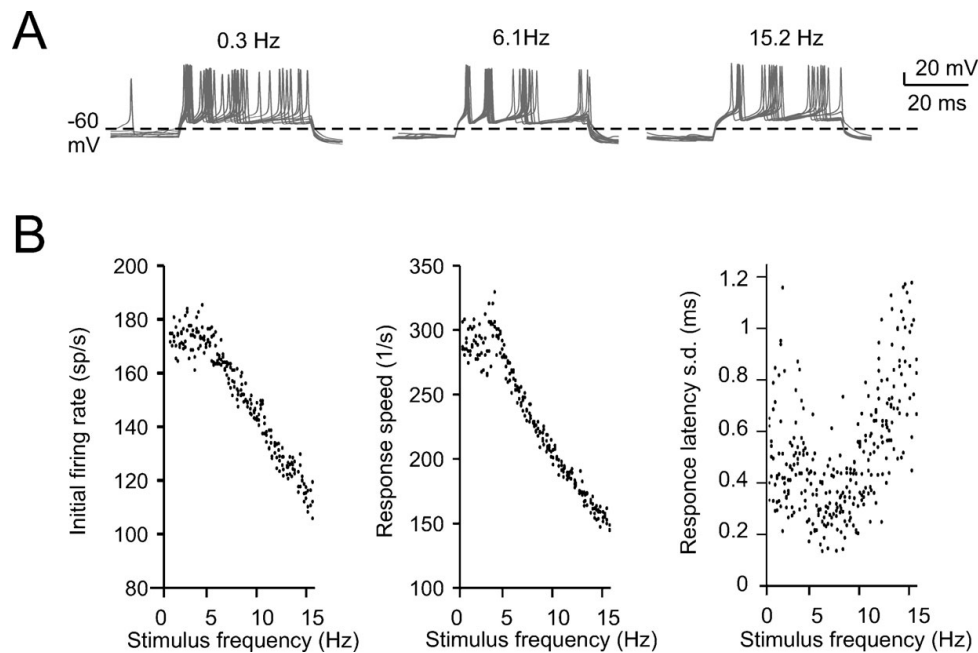 A
0.3 Hz
6.1Hz
15.2 Hz
20 mV
20 ms
-60
mV
B
Initial firing rate (sp/s)
200
180
160
140
120
100
80
0
5
10
15
Stimulus frequency (Hz)
Response speed (1/s)
350
300
250
200
150
100
0
5
10
15
Stimulus frequency (Hz)
Responce latency s.d. (ms)
1.2
1
0.8
0.6
0.4
0.2
0
0
5
10
15
Stimulus frequency (Hz)